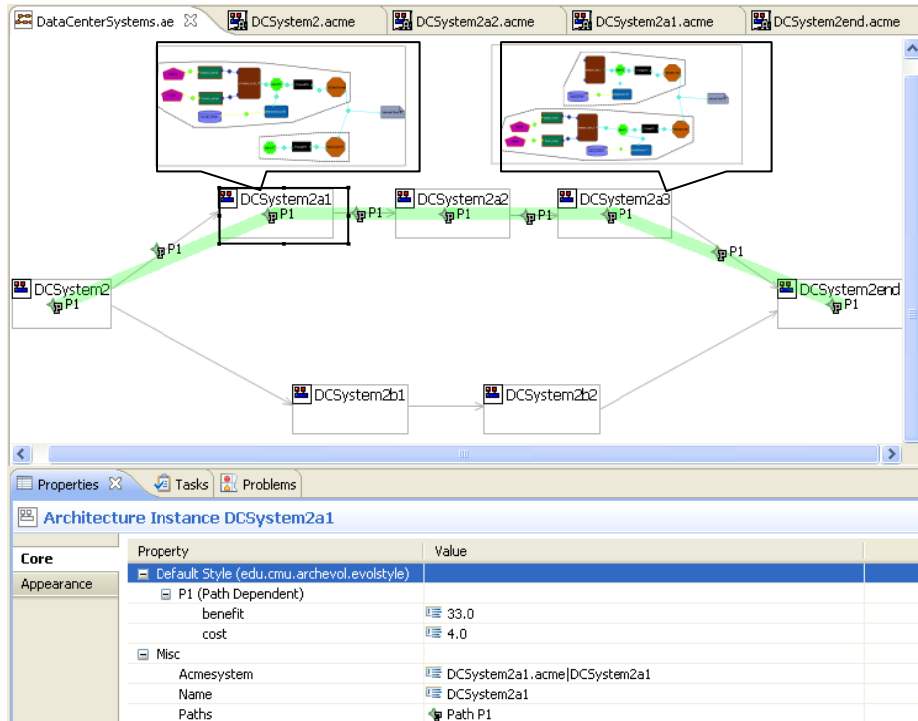 DataCenterSystems.ae DCSystem2.acme DCSystem2a2.acme DCSystem2a1.acme DCSystem2end.acme
DCSystem2a1 DCSystem2a2 DCSystem2a3
P1 P1 P1 P1 P1
P1 P1
DCSystem2 DCSystem2end
P1 P1
DCSystem2b1 DCSystem2b2
Properties Tasks Problems
Architecture Instance DCSystem2a1
Core Property Value
Appearance Default Style (edu.cmu.archevol.evolstyle)
P1 (Path Dependent)
benefit 33.0
cost 4.0
Misc
Acmesystem DCSystem2a1.acme|DCSystem2a1
Name DCSystem2a1
Paths Path P1